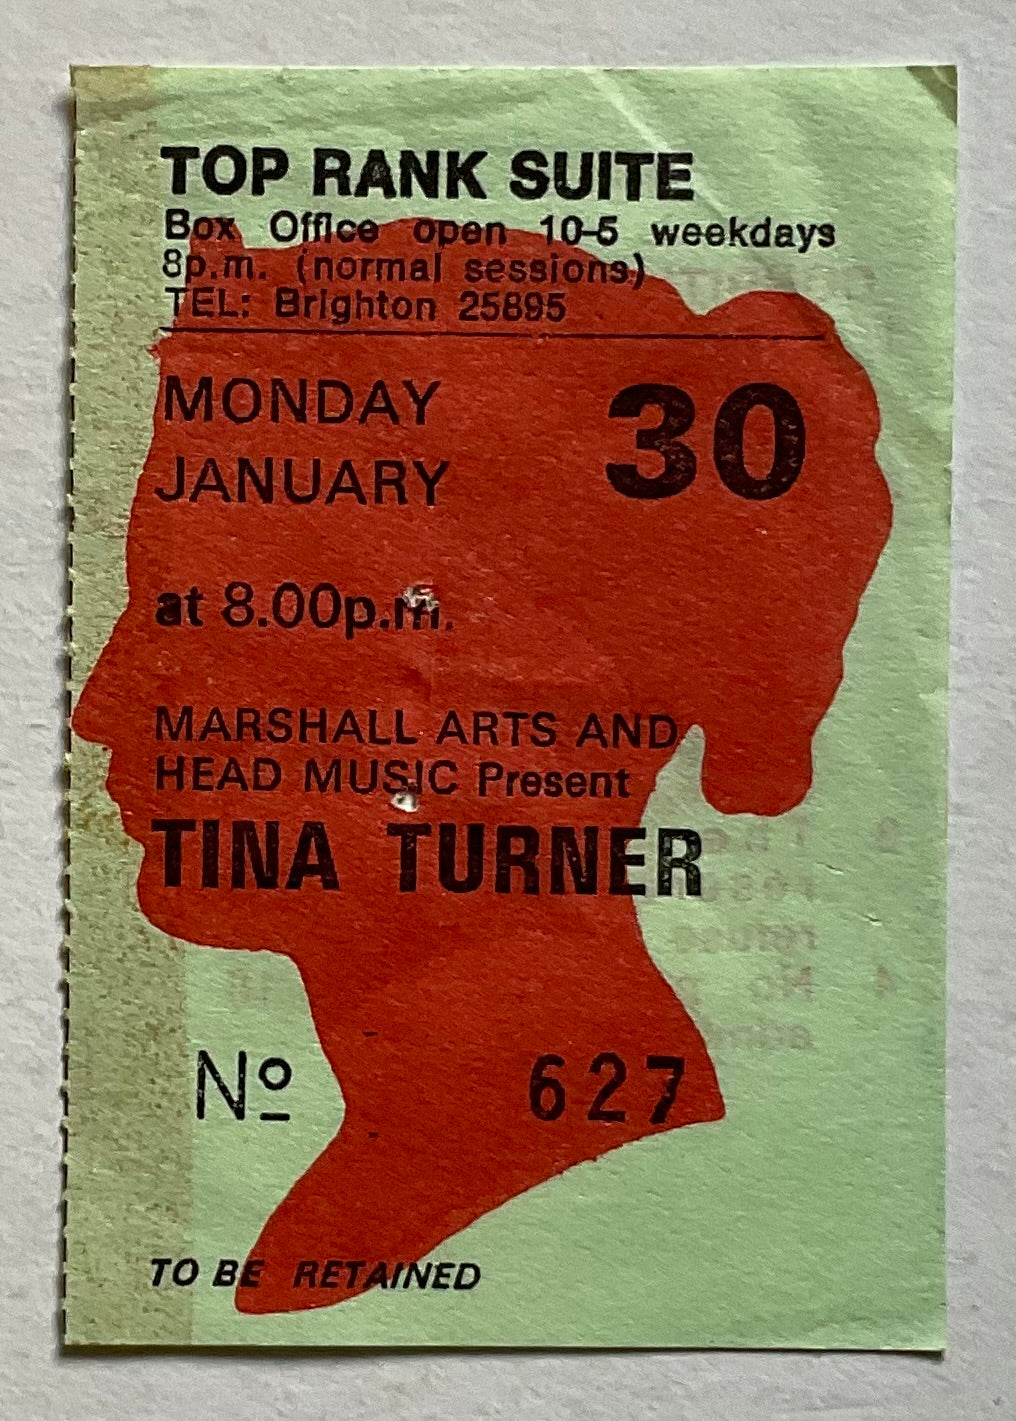 TOP RANK SUITE
Box Office open 10-5 weekdays
8p.m. (normal sessions)
TEL: Brighton 25895
MONDAY 30
JANUARY
at 8.00p.m.
MARSHALL ARTS AND
HEAD MUSIC Present
TINA TURNER
Nº 627
TO BE RETAINED